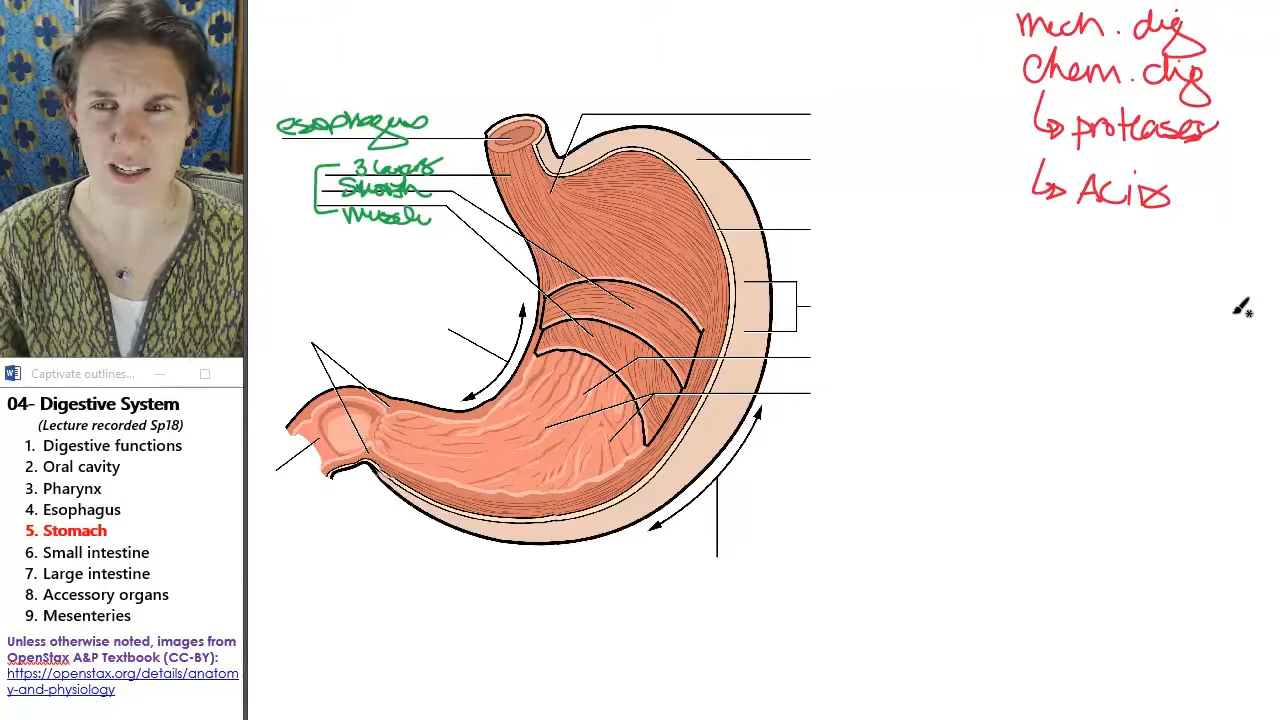 mech. dig
chem. dig
↳ proteases
↳ Acid
esophagus
3 layers
Smooth
muscle
Captivate outlines...
04- Digestive System
(Lecture recorded Sp18)
1. Digestive functions
2. Oral cavity
3. Pharynx
4. Esophagus
5. Stomach
6. Small intestine
7. Large intestine
8. Accessory organs
9. Mesenteries
Unless otherwise noted, images from
OpenStax A&P Textbook (CC-BY):
https://openstax.org/details/anatom
y-and-physiology